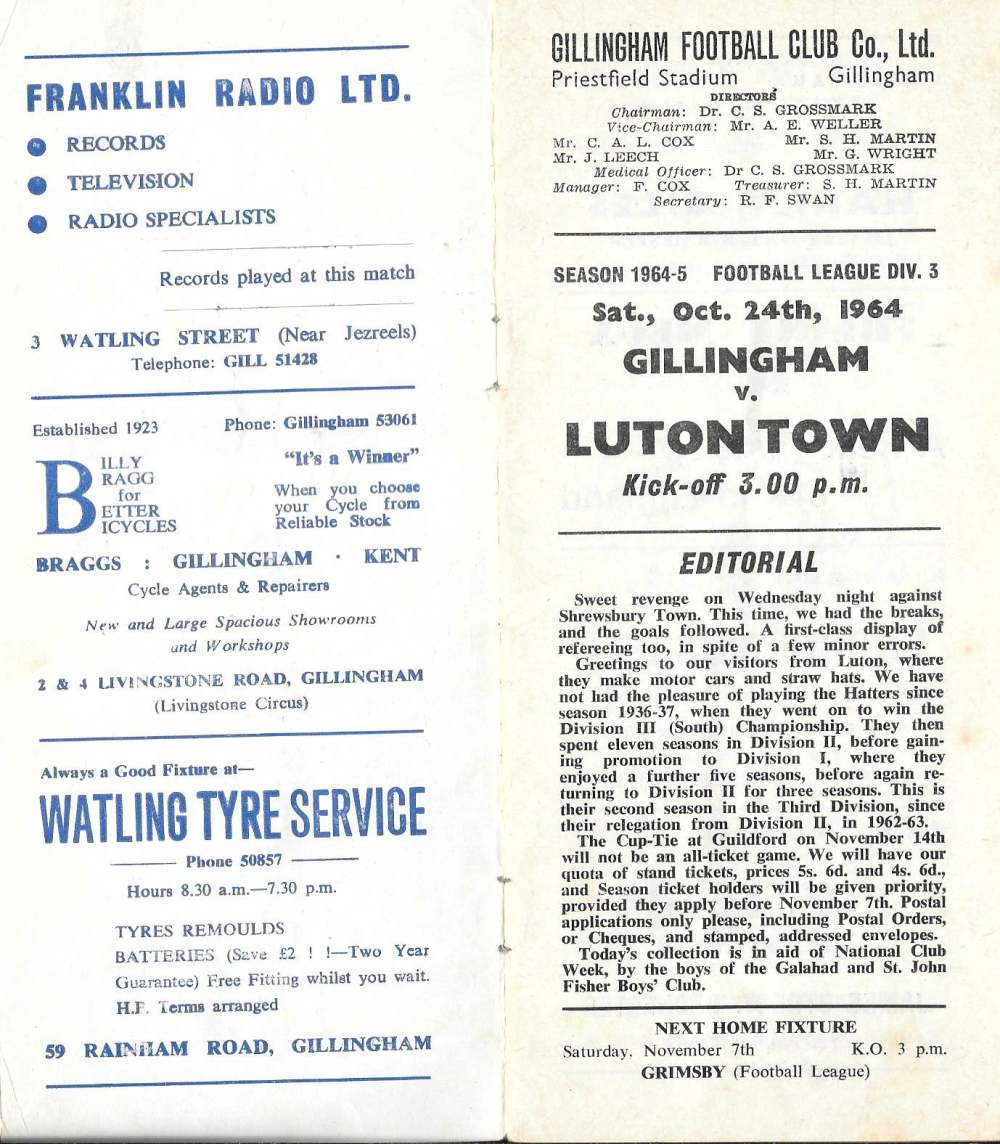 FRANKLIN RADIO LTD.
RECORDS
TELEVISION
RADIO SPECIALISTS
Records played at this match
3 WATLING STREET (Near Jezreels)
Telephone: GILL 51428
Established 1923 Phone: Gillingham 53061
BILLY
BRAGG
for
BETTER
BICYCLES
"It's a Winner"
When you choose
your Cycle from
Reliable Stock
BRAGGS : GILLINGHAM · KENT
Cycle Agents & Repairers
New and Large Spacious Showrooms
and Workshops
2 & 4 LIVINGSTONE ROAD, GILLINGHAM
(Livingstone Circus)
Always a Good Fixture at—
WATLING TYRE SERVICE
Phone 50857
Hours 8.30 a.m.—7.30 p.m.
TYRES REMOULDS
BATTERIES (Save £2 ! !—Two Year
Guarantee) Free Fitting whilst you wait.
H.P. Terms arranged
59 RAINHAM ROAD, GILLINGHAM
GILLINGHAM FOOTBALL CLUB Co., Ltd.
Priestfield Stadium Gillingham
DIRECTORS
Chairman: Dr. C. S. GROSSMARK
Vice-Chairman: Mr. A. E. WELLER
Mr. C. A. L. COX Mr. S. H. MARTIN
Mr. J. LEECH Mr. G. WRIGHT
Medical Officer: Dr C. S. GROSSMARK
Manager: F. COX Treasurer: S. H. MARTIN
Secretary: R. F. SWAN
SEASON 1964-5 FOOTBALL LEAGUE DIV. 3
Sat., Oct. 24th, 1964
GILLINGHAM
v.
LUTON TOWN
Kick-off 3.00 p.m.
EDITORIAL
Sweet revenge on Wednesday night against
Shrewsbury Town. This time, we had the breaks,
and the goals followed. A first-class display of
refereeing too, in spite of a few minor errors.
Greetings to our visitors from Luton, where
they make motor cars and straw hats. We have
not had the pleasure of playing the Hatters since
season 1936-37, when they went on to win the
Division III (South) Championship. They then
spent eleven seasons in Division II, before gain-
ing promotion to Division I, where they
enjoyed a further five seasons, before again re-
turning to Division II for three seasons. This is
their second season in the Third Division, since
their relegation from Division II, in 1962-63.
The Cup-Tie at Guildford on November 14th
will not be an all-ticket game. We will have our
quota of stand tickets, prices 5s. 6d. and 4s. 6d.,
and Season ticket holders will be given priority,
provided they apply before November 7th. Postal
applications only please, including Postal Orders,
or Cheques, and stamped, addressed envelopes.
Today's collection is in aid of National Club
Week, by the boys of the Galahad and St. John
Fisher Boys' Club.
NEXT HOME FIXTURE
Saturday, November 7th K.O. 3 p.m.
GRIMSBY (Football League)